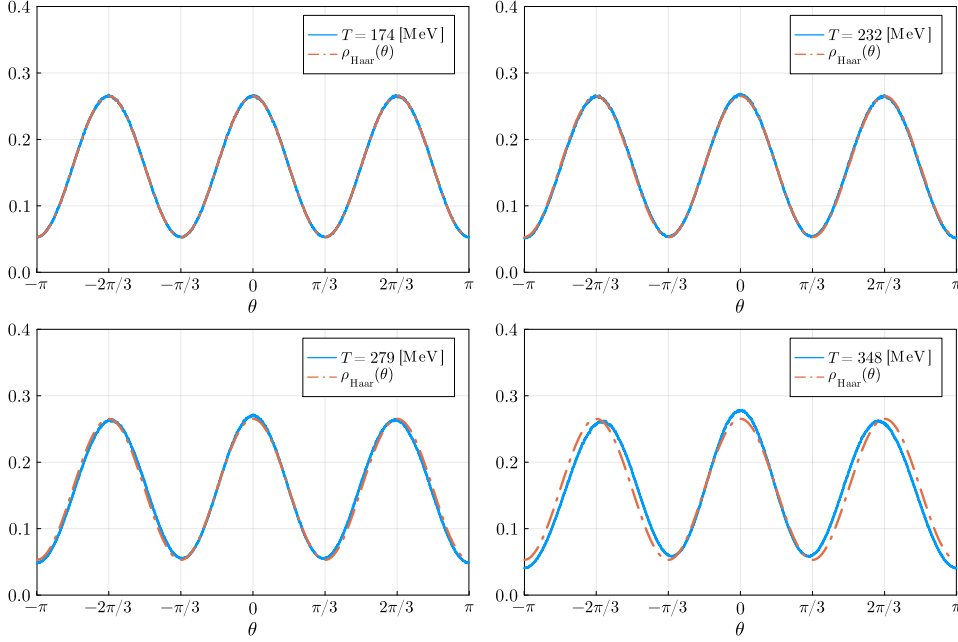 0.4
0.3
0.2
0.1
0.0
T = 174 [MeV]
ρ_Haar(θ)
−π
−2π/3
−π/3
0
π/3
2π/3
π
θ
0.4
0.3
0.2
0.1
0.0
T = 232 [MeV]
ρ_Haar(θ)
−π
−2π/3
−π/3
0
π/3
2π/3
π
θ
0.4
0.3
0.2
0.1
0.0
T = 279 [MeV]
ρ_Haar(θ)
−π
−2π/3
−π/3
0
π/3
2π/3
π
θ
0.4
0.3
0.2
0.1
0.0
T = 348 [MeV]
ρ_Haar(θ)
−π
−2π/3
−π/3
0
π/3
2π/3
π
θ